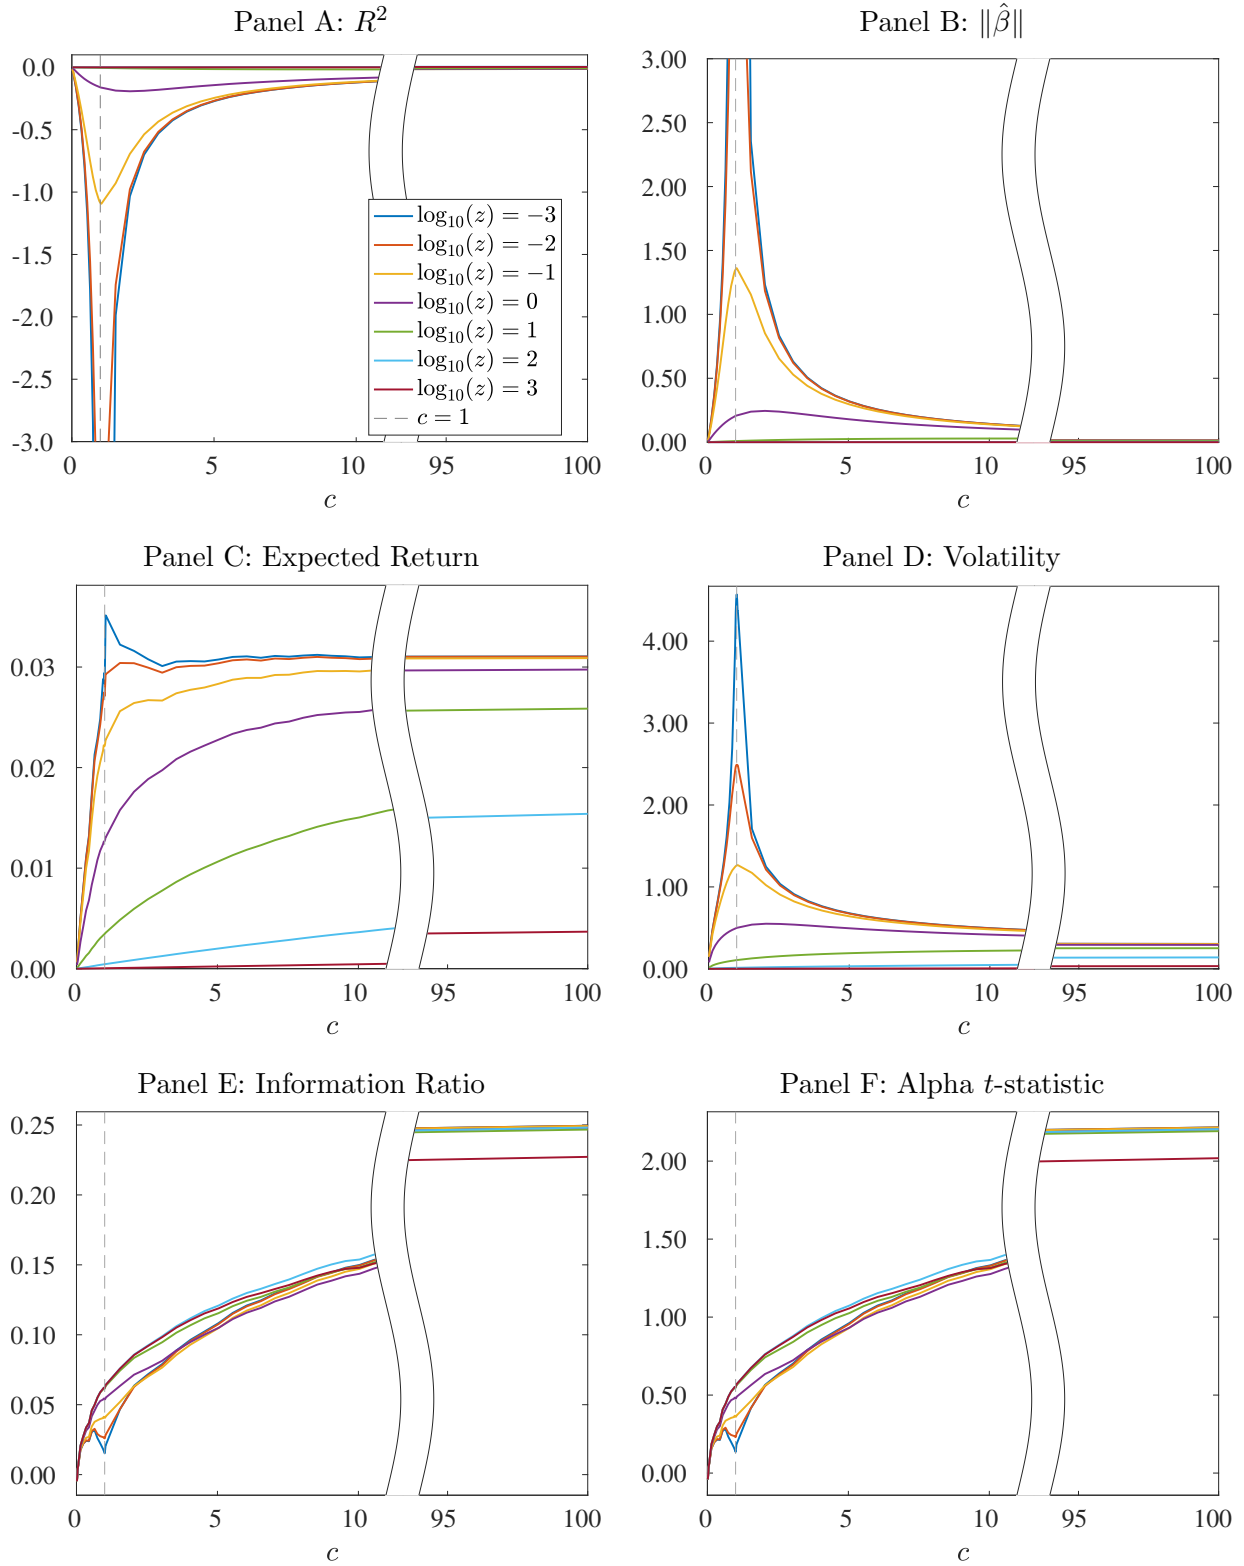 Panel A: R²
0.0
-0.5
-1.0
-1.5
-2.0
-2.5
-3.0
0 5 10 95 100
c
log₁₀(z) = −3
log₁₀(z) = −2
log₁₀(z) = −1
log₁₀(z) = 0
log₁₀(z) = 1
log₁₀(z) = 2
log₁₀(z) = 3
c = 1
Panel B: ‖β̂‖
3.00
2.50
2.00
1.50
1.00
0.50
0.00
0 5 10 95 100
c
Panel C: Expected Return
0.03
0.02
0.01
0.00
0 5 10 95 100
c
Panel D: Volatility
4.00
3.00
2.00
1.00
0.00
0 5 10 95 100
c
Panel E: Information Ratio
0.25
0.20
0.15
0.10
0.05
0.00
0 5 10 95 100
c
Panel F: Alpha t-statistic
2.00
1.50
1.00
0.50
0.00
0 5 10 95 100
c